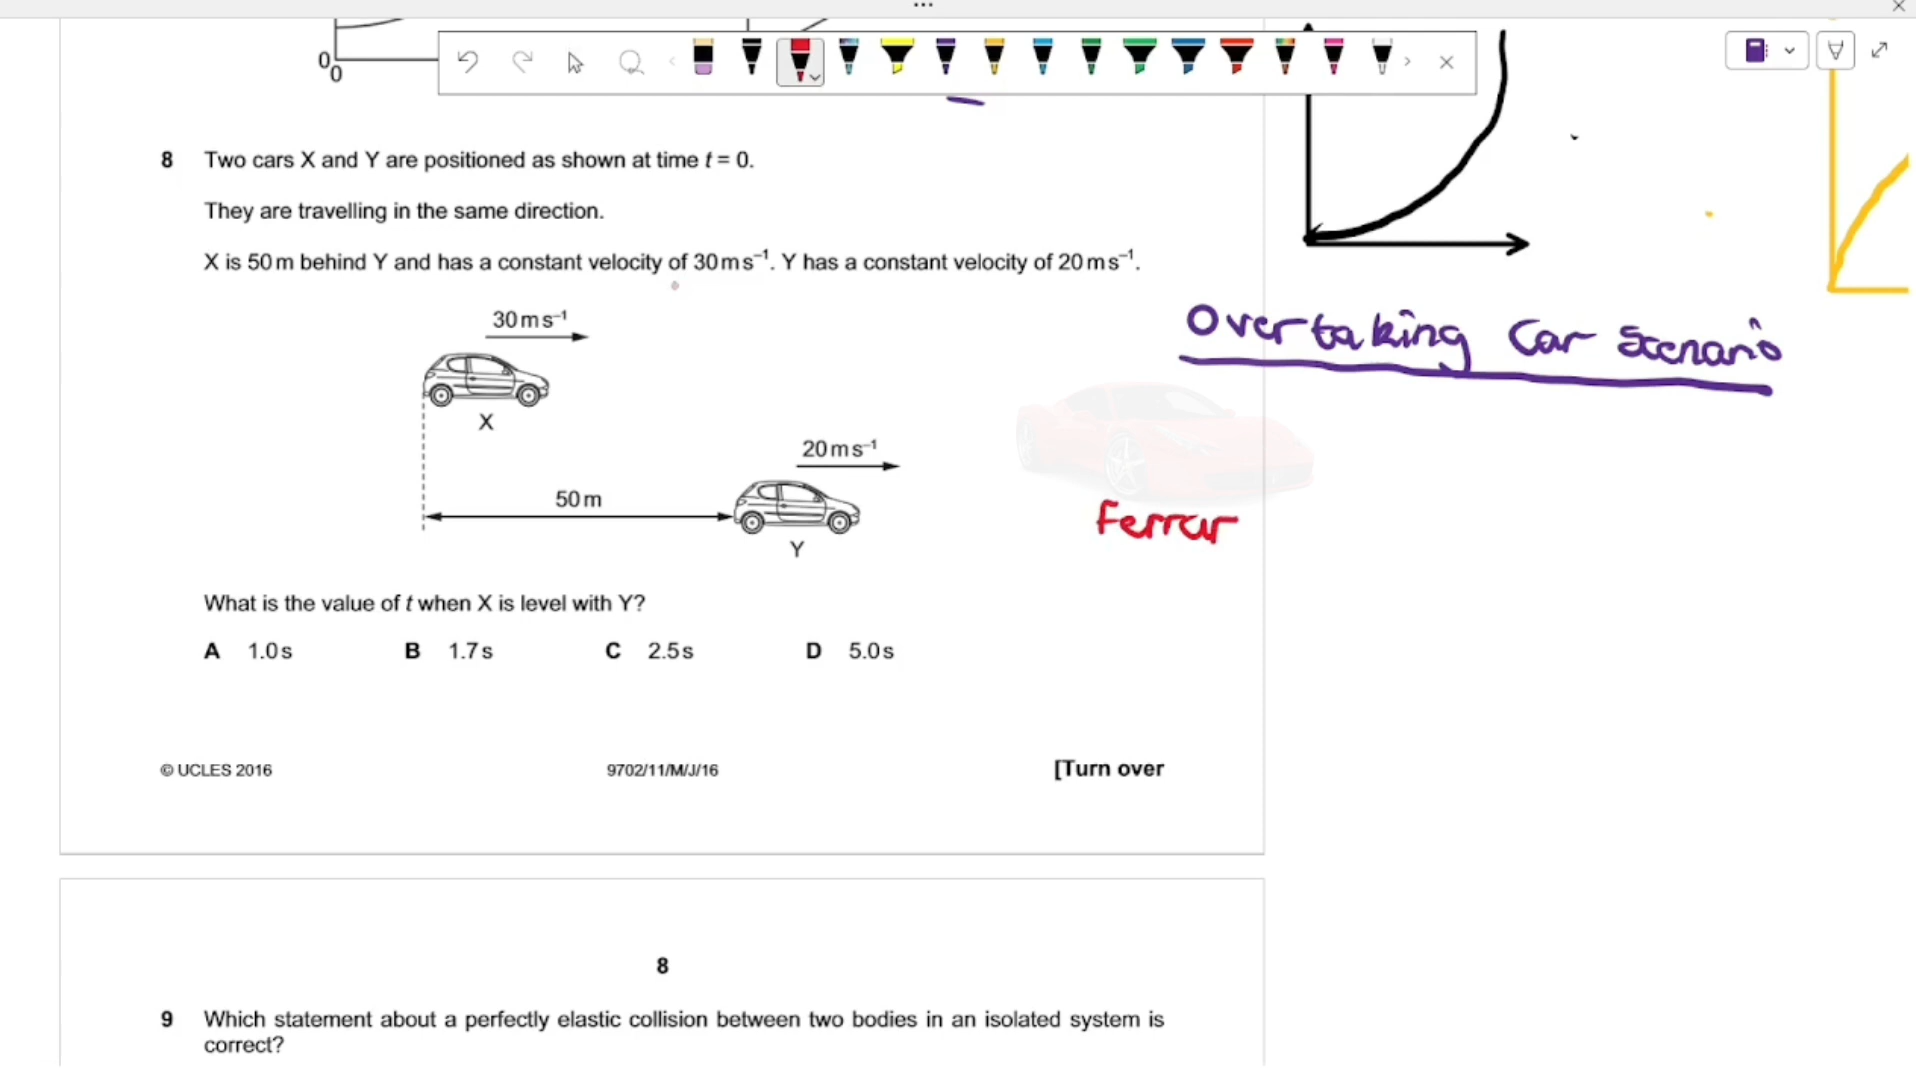 0
0
8 Two cars X and Y are positioned as shown at time t = 0.
They are travelling in the same direction.
X is 50 m behind Y and has a constant velocity of 30 m s⁻¹. Y has a constant velocity of 20 m s⁻¹.
Overtaking Car Scenario
30 m s⁻¹
X
20 m s⁻¹
50 m
Ferrar
Y
What is the value of t when X is level with Y?
A 1.0 s B 1.7 s C 2.5 s D 5.0 s
© UCLES 2016 9702/11/M/J/16 [Turn over
8
9 Which statement about a perfectly elastic collision between two bodies in an isolated system is
correct?